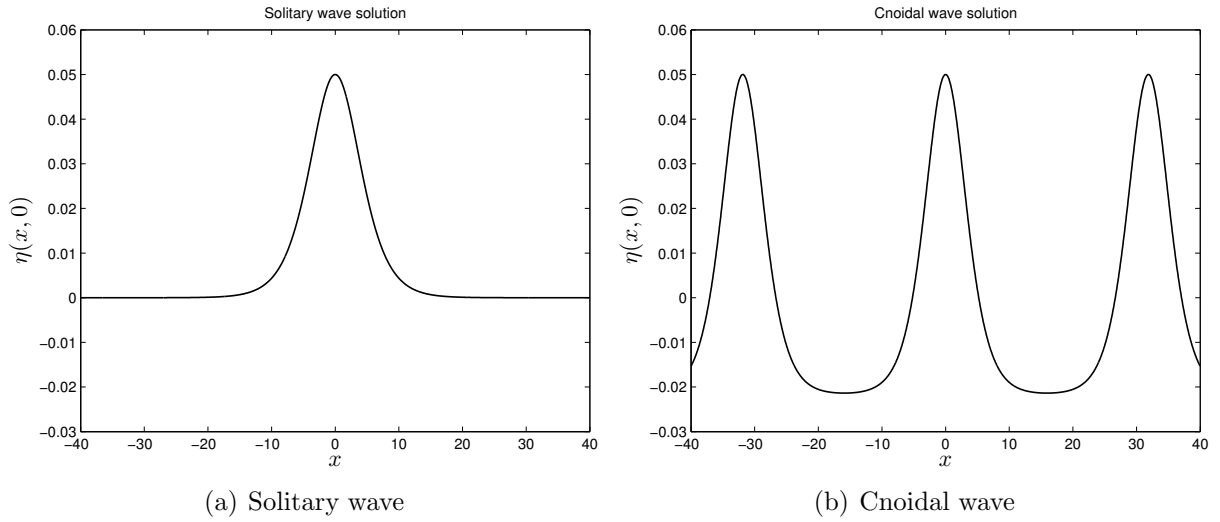 Solitary wave solution
0.06
0.05
0.04
0.03
0.02
0.01
0
−0.01
−0.02
−0.03
η(x, 0)
−40 −30 −20 −10 0 10 20 30 40
x
(a) Solitary wave
Cnoidal wave solution
0.06
0.05
0.04
0.03
0.02
0.01
0
−0.01
−0.02
−0.03
η(x, 0)
−40 −30 −20 −10 0 10 20 30 40
x
(b) Cnoidal wave